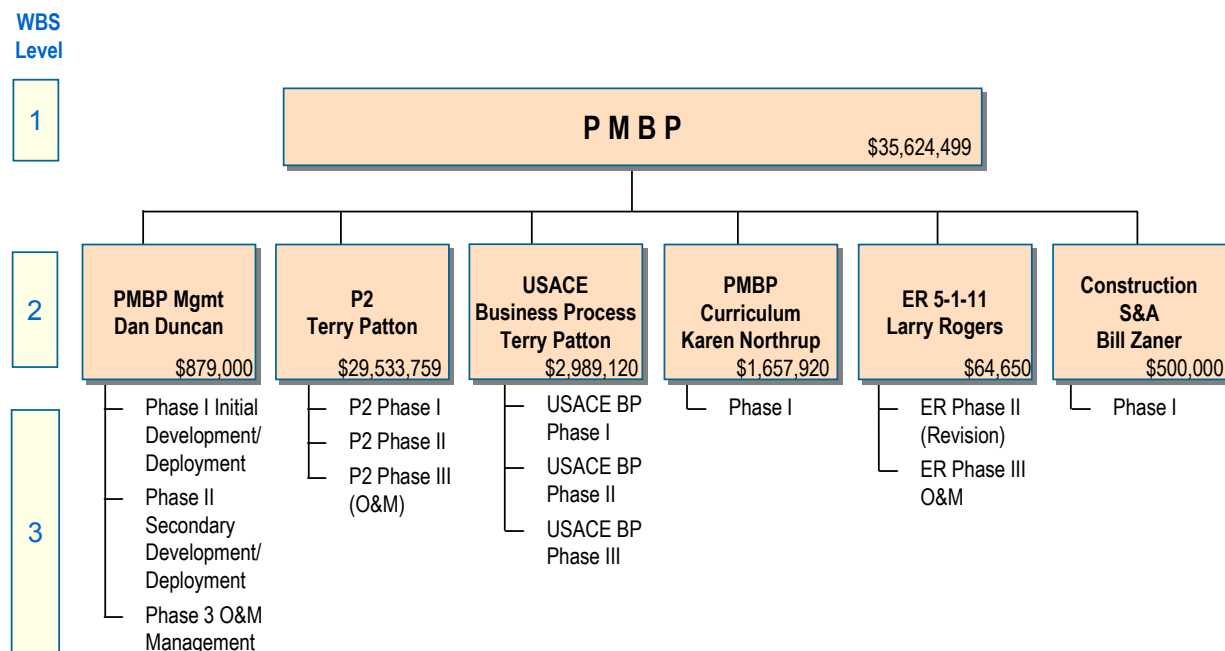 WBS
Level
1
P M B P
$35,624,499
2
PMBP Mgmt
Dan Duncan
$879,000
P2
Terry Patton
$29,533,759
USACE
Business Process
Terry Patton
$2,989,120
PMBP
Curriculum
Karen Northrup
$1,657,920
ER 5-1-11
Larry Rogers
$64,650
Construction
S&A
Bill Zaner
$500,000
3
Phase I Initial
Development/
Deployment
Phase II
Secondary
Development/
Deployment
Phase 3 O&M
Management
P2 Phase I
P2 Phase II
P2 Phase III
(O&M)
USACE BP
Phase I
USACE BP
Phase II
USACE BP
Phase III
Phase I
ER Phase II
(Revision)
ER Phase III
O&M
Phase I